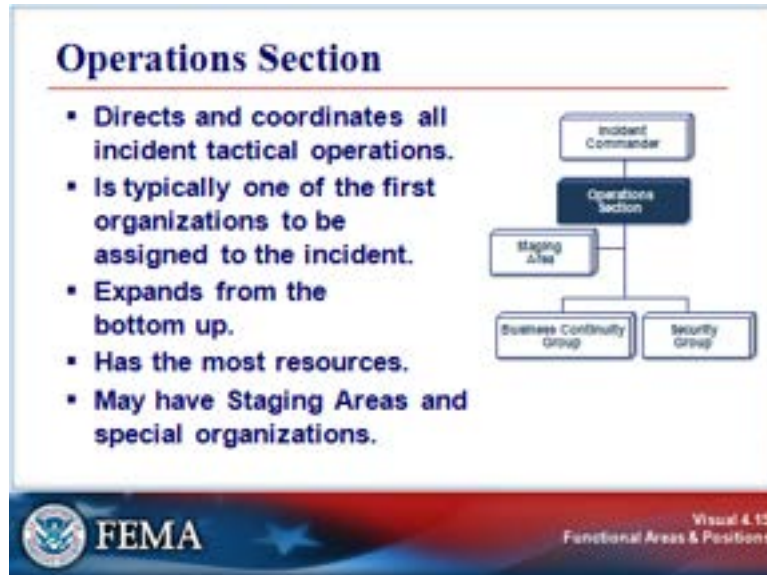 Operations Section
▪ Directs and coordinates all
incident tactical operations.
▪ Is typically one of the first
organizations to be
assigned to the incident.
▪ Expands from the
bottom up.
▪ Has the most resources.
▪ May have Staging Areas and
special organizations.
Incident
Commander
Operations
Section
Staging
Area
Business Continuity
Group
Security
Group
FEMA
Visual 4.13
Functional Areas & Positions